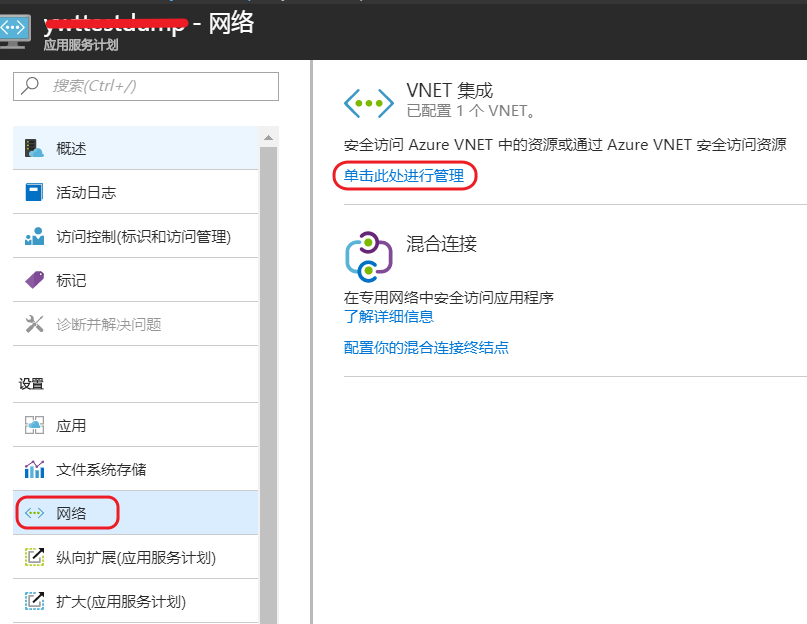 - 网络
应用服务计划
搜索(Ctrl+/)
概述
活动日志
访问控制(标识和访问管理)
标记
诊断并解决问题
设置
应用
文件系统存储
网络
纵向扩展(应用服务计划)
扩大(应用服务计划)
VNET 集成
已配置 1 个 VNET。
安全访问 Azure VNET 中的资源或通过 Azure VNET 安全访问资源
单击此处进行管理
混合连接
在专用网络中安全访问应用程序
了解详细信息
配置你的混合连接终结点